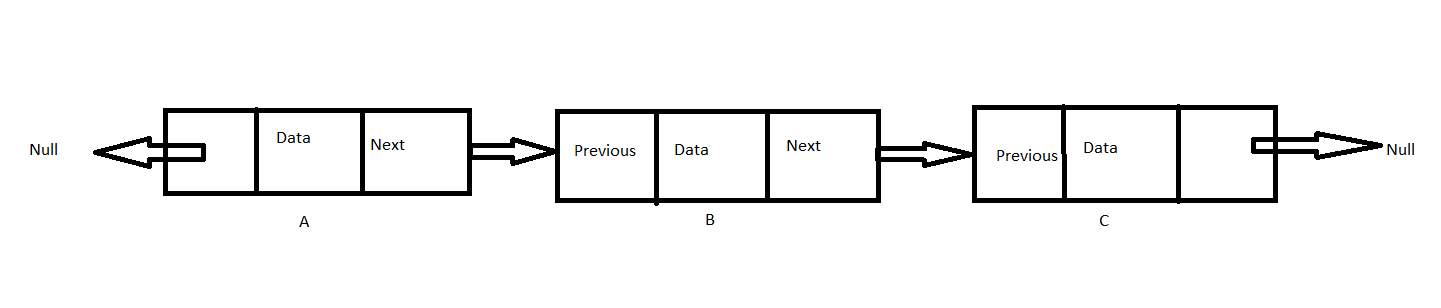 Null
Data
Next
Previous
Data
Next
Previous
Data
Null
A
B
C